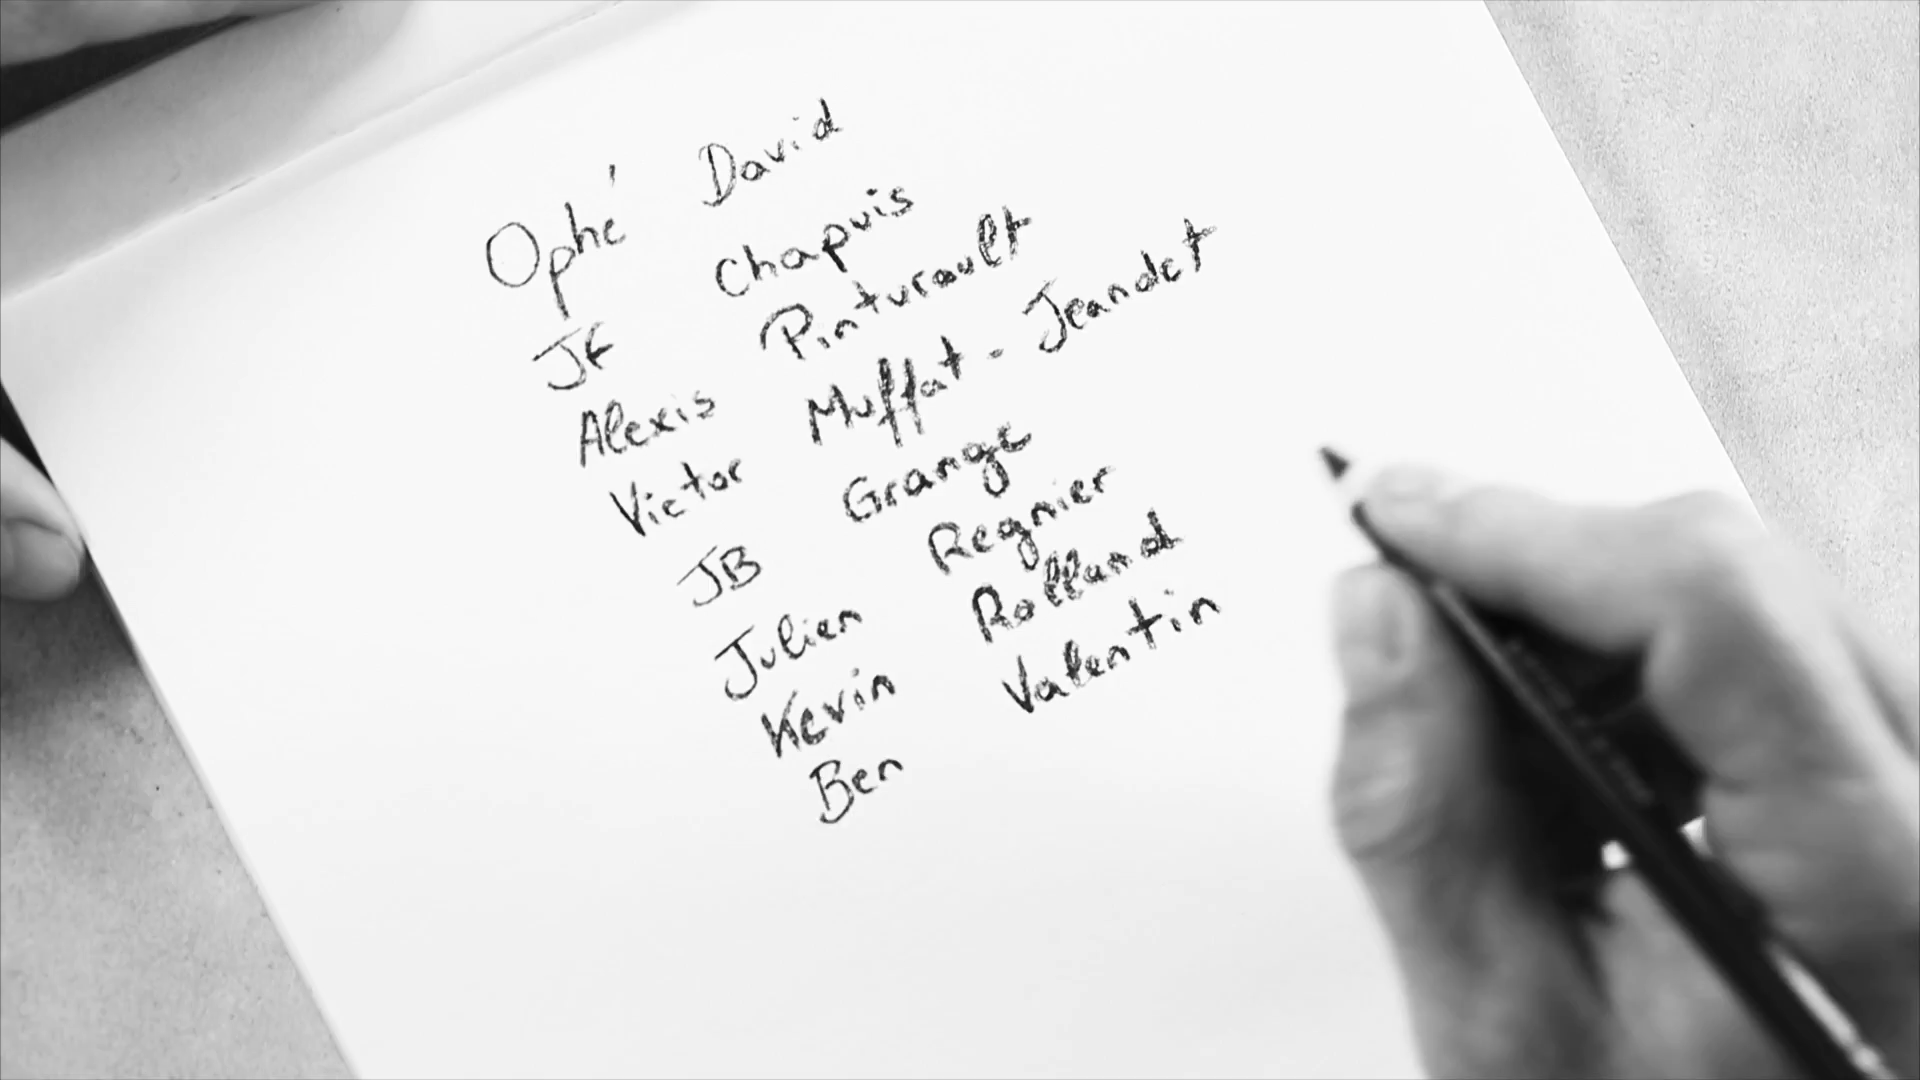 Ophé David
JF Chapuis
Alexis Pinturault
Victor Muffat-Jeandet
JB Grange
Julien Regnier
Kevin Rolland
Ben Valentin